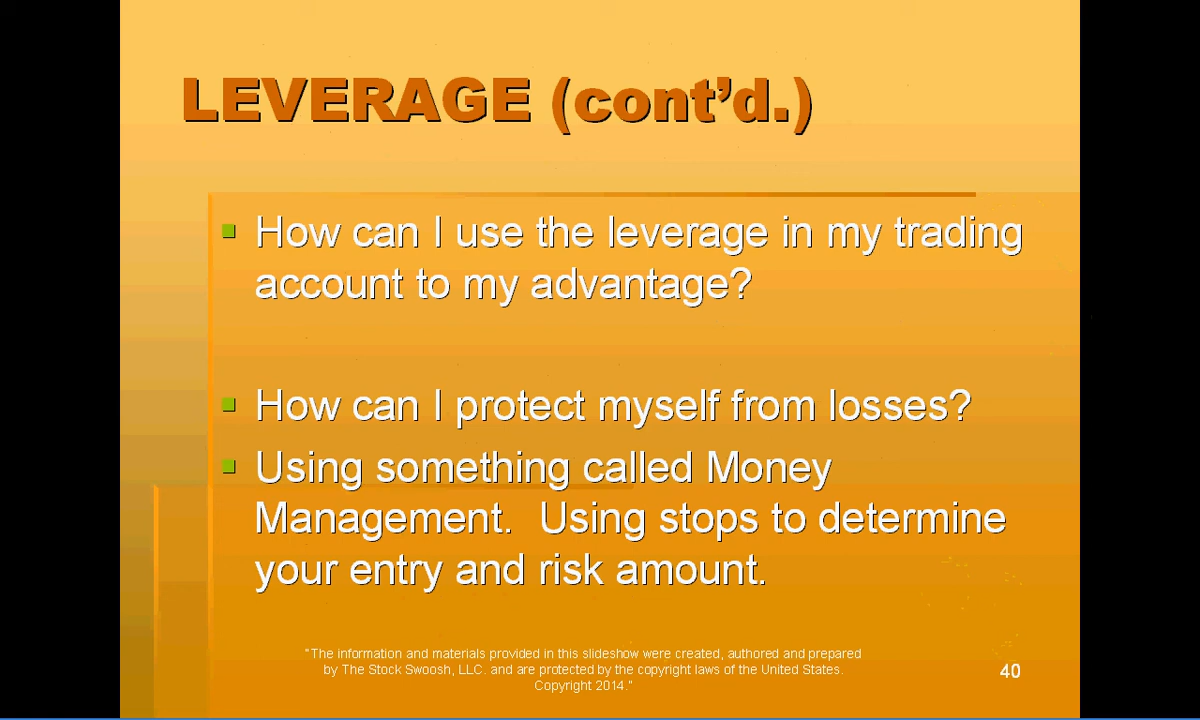 LEVERAGE (cont’d.)
How can I use the leverage in my trading
account to my advantage?
How can I protect myself from losses?
Using something called Money
Management.  Using stops to determine
your entry and risk amount.
“The information and materials provided in this slideshow were created, authored and prepared
by The Stock Swoosh, LLC. and are protected by the copyright laws of the United States.
Copyright 2014.”
40